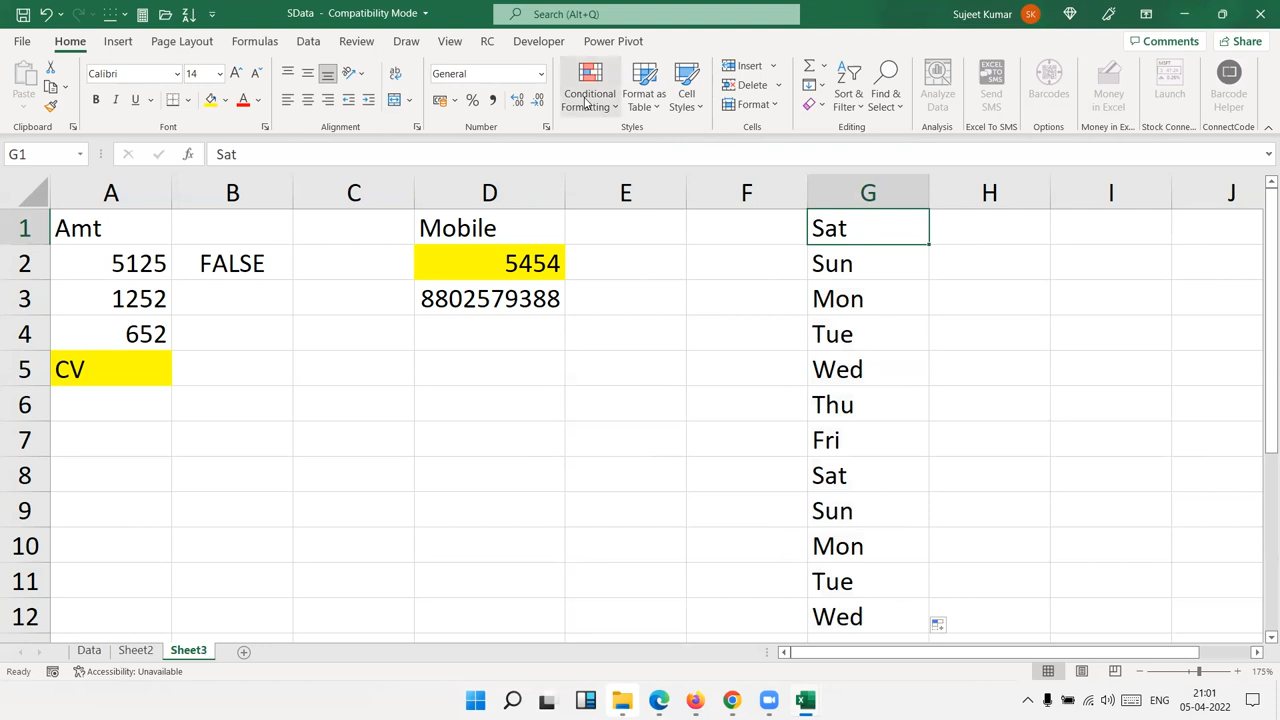 SData - Compatibility Mode
Search (Alt+Q)
Sujeet Kumar
SK
File
Home
Insert
Page Layout
Formulas
Data
Review
Draw
View
RC
Developer
Power Pivot
Comments
Share
Paste
Calibri
14
B I U
General
Conditional Formatting
Format as Table
Cell Styles
Insert
Delete
Format
Sort & Filter
Find & Select
Analyze Data
Send SMS
Barcodes
Money in Excel
Launch
Barcode Helper
Clipboard
Font
Alignment
Number
Styles
Cells
Editing
Analysis
Excel To SMS
Options
Money in Ex...
Stock Connec...
ConnectCode
G1
fx
Sat
A B C D E F G H I J
1 Amt Mobile Sat
2 5125 FALSE 5454 Sun
3 1252 8802579388 Mon
4 652 Tue
5 CV Wed
6 Thu
7 Fri
8 Sat
9 Sun
10 Mon
11 Tue
12 Wed
Data
Sheet2
Sheet3
Ready
Accessibility: Unavailable
175%
ENG
21:01
05-04-2022